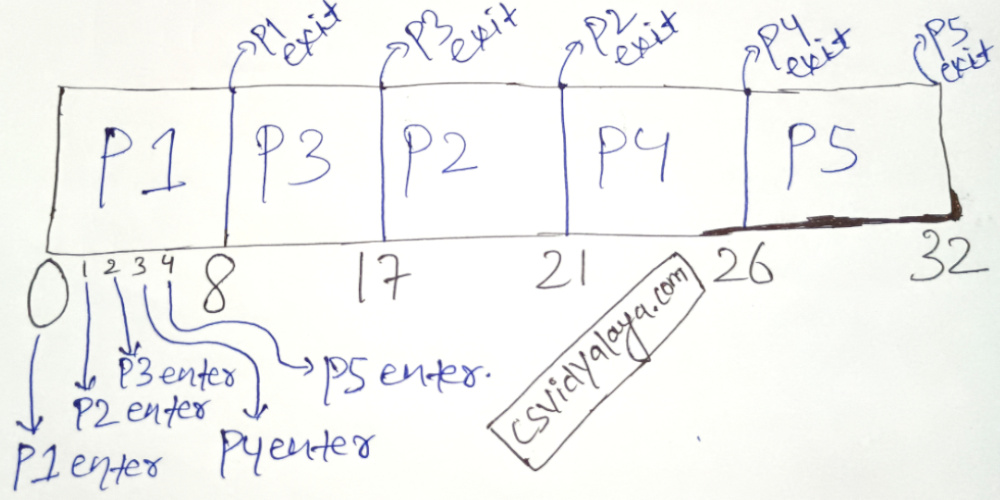 P1 exit
P3 exit
P2 exit
P4 exit
P5 exit
P1 P3 P2 P4 P5
0 1 2 3 4 8 17 21 26 32
P3 enter
P5 enter.
P2 enter
P4 enter
P1 enter
csvidyalaya.com